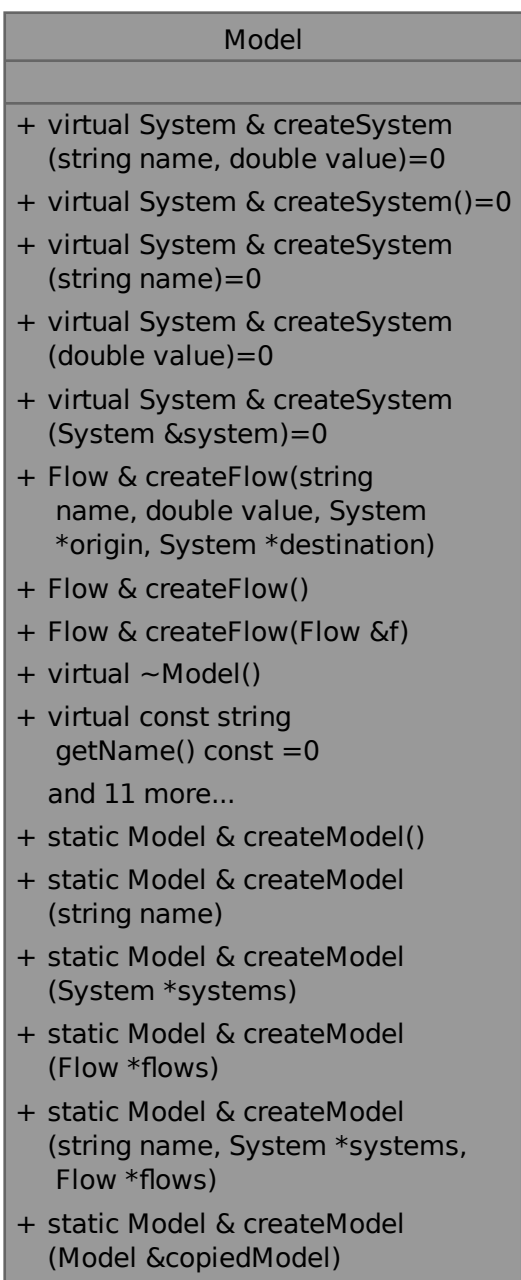 Model
+ virtual System & createSystem
(string name, double value)=0
+ virtual System & createSystem()=0
+ virtual System & createSystem
(string name)=0
+ virtual System & createSystem
(double value)=0
+ virtual System & createSystem
(System &system)=0
+ Flow & createFlow(string
name, double value, System
*origin, System *destination)
+ Flow & createFlow()
+ Flow & createFlow(Flow &f)
+ virtual ~Model()
+ virtual const string
getName() const =0
and 11 more...
+ static Model & createModel()
+ static Model & createModel
(string name)
+ static Model & createModel
(System *systems)
+ static Model & createModel
(Flow *flows)
+ static Model & createModel
(string name, System *systems,
Flow *flows)
+ static Model & createModel
(Model &copiedModel)